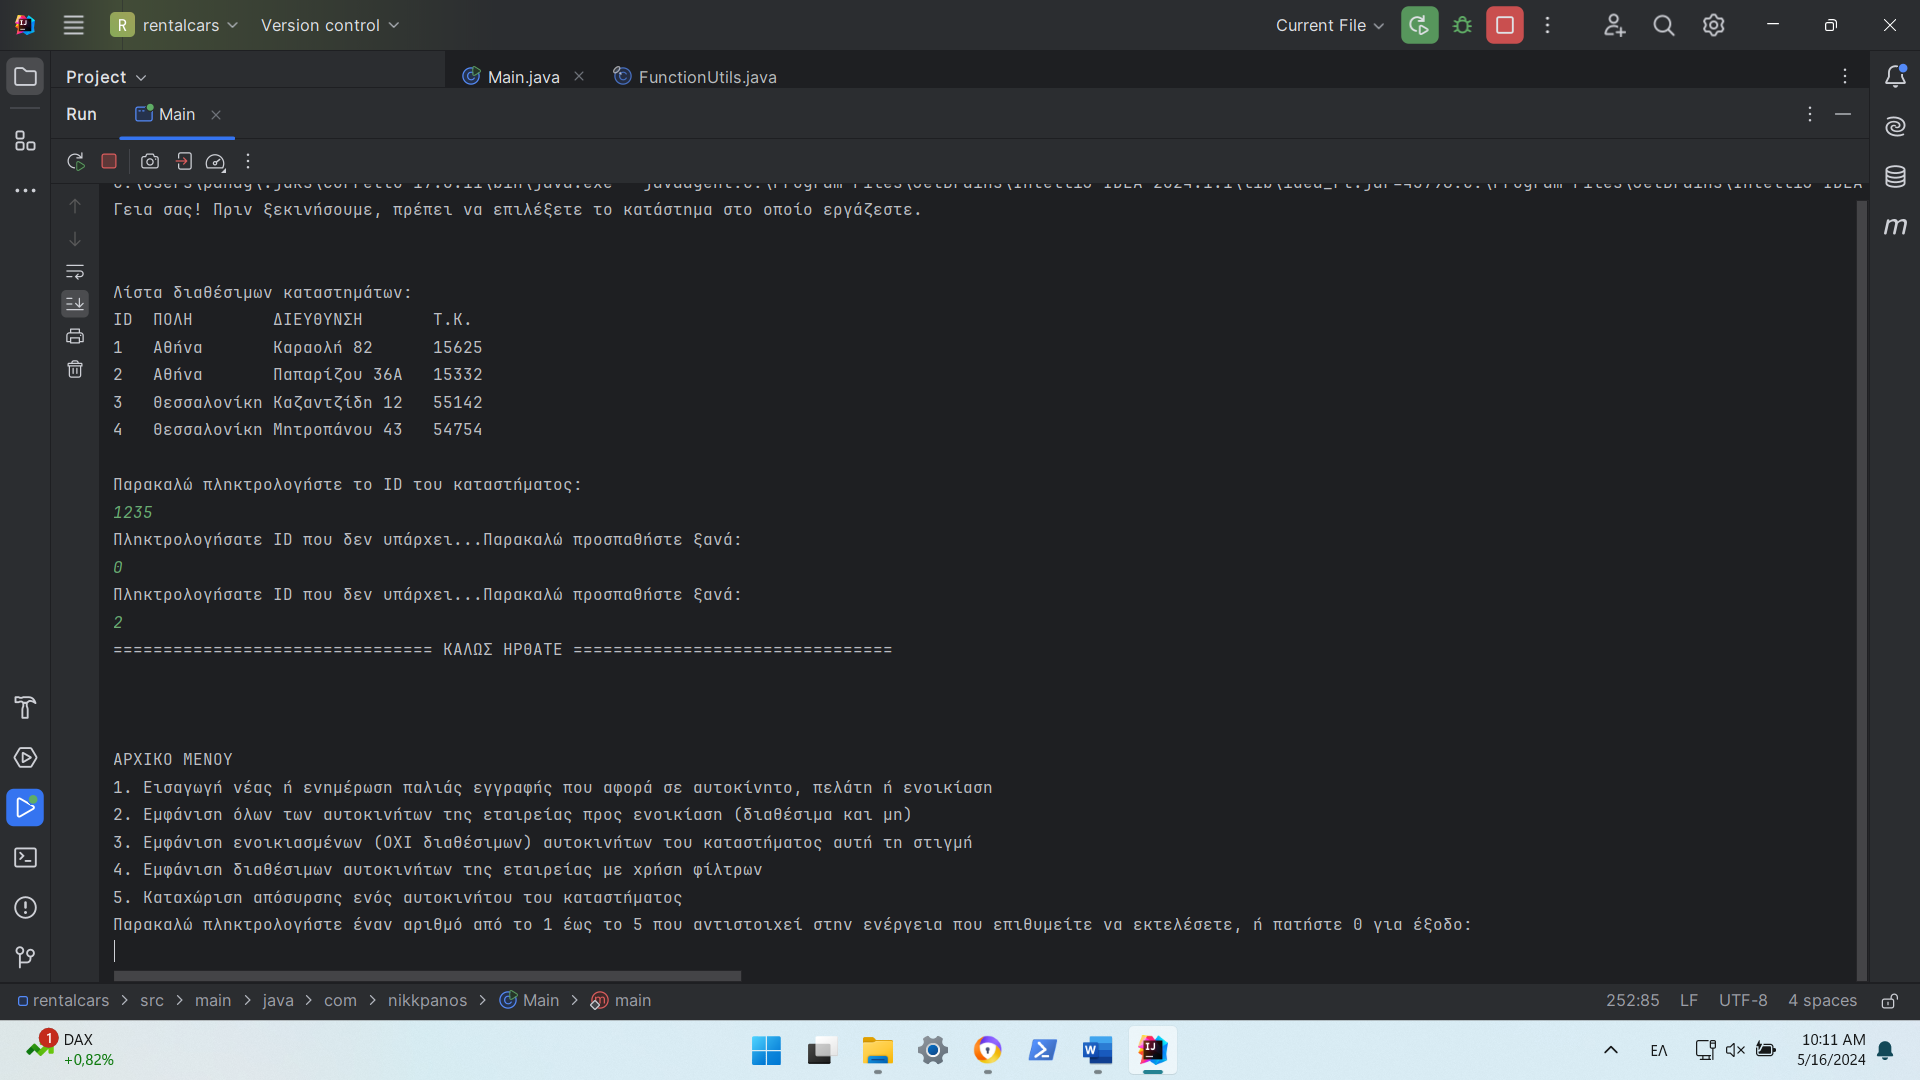 R rentalcars Version control Current File
Project Main.java FunctionUtils.java
Run Main
Γεια σας! Πριν ξεκινήσουμε, πρέπει να επιλέξετε το κατάστημα στο οποίο εργάζεστε.
Λίστα διαθέσιμων καταστημάτων:
ID ΠΟΛΗ ΔΙΕΥΘΥΝΣΗ Τ.Κ.
1 Αθήνα Καραολή 82 15625
2 Αθήνα Παπαρίζου 36Α 15332
3 Θεσσαλονίκη Καζαντζίδη 12 55142
4 Θεσσαλονίκη Μητροπάνου 43 54754
Παρακαλώ πληκτρολογήστε το ID του καταστήματος:
1235
Πληκτρολογήσατε ID που δεν υπάρχει...Παρακαλώ προσπαθήστε ξανά:
0
Πληκτρολογήσατε ID που δεν υπάρχει...Παρακαλώ προσπαθήστε ξανά:
2
================================ ΚΑΛΩΣ ΗΡΘΑΤΕ ================================
ΑΡΧΙΚΟ ΜΕΝΟΥ
1. Εισαγωγή νέας ή ενημέρωση παλιάς εγγραφής που αφορά σε αυτοκίνητο, πελάτη ή ενοικίαση
2. Εμφάνιση όλων των αυτοκινήτων της εταιρείας προς ενοικίαση (διαθέσιμα και μη)
3. Εμφάνιση ενοικιασμένων (ΟΧΙ διαθέσιμων) αυτοκινήτων του καταστήματος αυτή τη στιγμή
4. Εμφάνιση διαθέσιμων αυτοκινήτων της εταιρείας με χρήση φίλτρων
5. Καταχώριση απόσυρσης ενός αυτοκινήτου του καταστήματος
Παρακαλώ πληκτρολογήστε έναν αριθμό από το 1 έως το 5 που αντιστοιχεί στην ενέργεια που επιθυμείτε να εκτελέσετε, ή πατήστε 0 για έξοδο:
rentalcars > src > main > java > com > nikkpanos > Main > main 252:85 LF UTF-8 4 spaces
1 DAX
+0,82%
ΕΛ
10:11 AM
5/16/2024